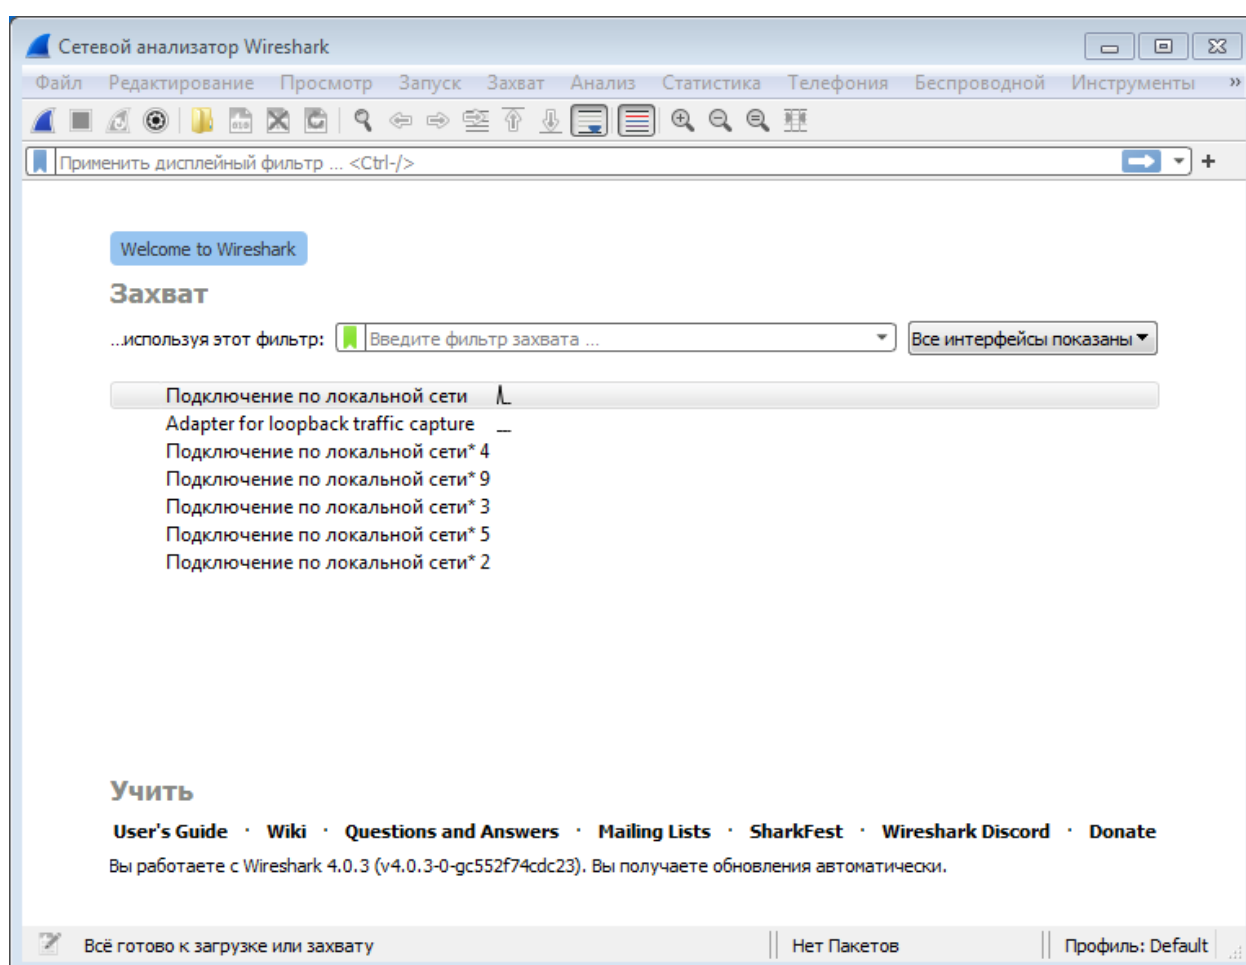 Сетевой анализатор Wireshark
Файл Редактирование Просмотр Запуск Захват Анализ Статистика Телефония Беспроводной Инструменты »
Применить дисплейный фильтр ... <Ctrl-/> +
Welcome to Wireshark
Захват
...используя этот фильтр: Введите фильтр захвата ... Все интерфейсы показаны
Подключение по локальной сети
Adapter for loopback traffic capture
Подключение по локальной сети* 4
Подключение по локальной сети* 9
Подключение по локальной сети* 3
Подключение по локальной сети* 5
Подключение по локальной сети* 2
Учить
User's Guide · Wiki · Questions and Answers · Mailing Lists · SharkFest · Wireshark Discord · Donate
Вы работаете с Wireshark 4.0.3 (v4.0.3-0-gc552f74cdc23). Вы получаете обновления автоматически.
Всё готово к загрузке или захвату Нет Пакетов Профиль: Default